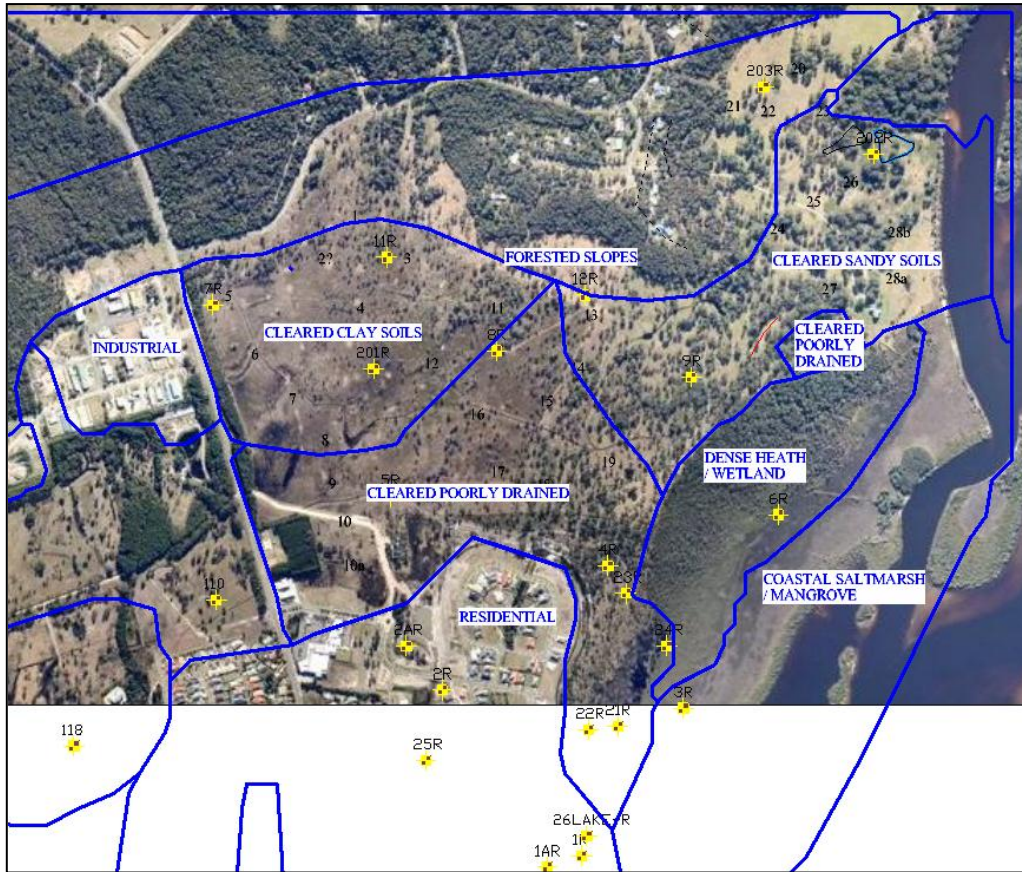 203R
20
21
22
23
202R
26
25
1
24
28b
11R
2?
3
FORESTED SLOPES
CLEARED SANDY SOILS
28a
12R
27
7R
5
4
11
13
CLEARED CLAY SOILS
CLEARED
POORLY
DRAINED
INDUSTRIAL
8R
6
201R
12
9R
7
16
15
8
DENSE HEATH
/ WETLAND
19
17
9
5R
CLEARED POORLY DRAINED
6R
10
10a
4R
COASTAL SALTMARSH
/ MANGROVE
110
23R
RESIDENTIAL
2AR
24R
2R
3R
22R
21R
118
25R
26LAKE-R
1AR